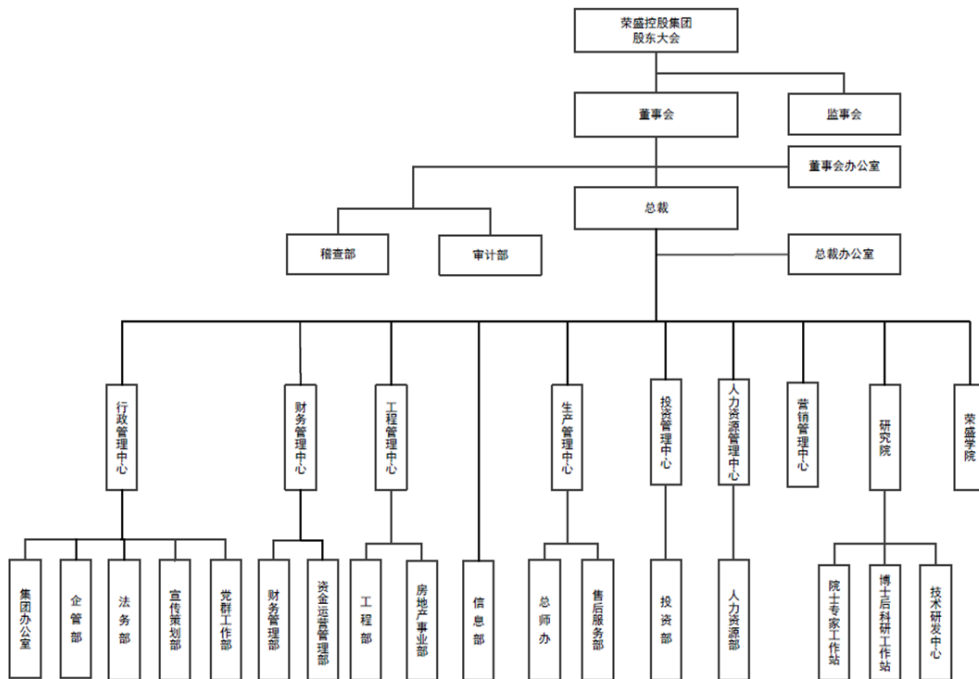 荣盛控股集团
股东大会
董事会
监事会
董事会办公室
总裁
稽查部
审计部
总裁办公室
行政管理中心
财务管理中心
工程管理中心
生产管理中心
投资管理中心
人力资源管理中心
营销管理中心
研究院
荣盛学院
集团办公室
企管部
法务部
宣传策划部
党群工作部
财务管理部
资金运营管理部
工程部
房地产事业部
信息部
总师办
售后服务部
投资部
人力资源部
院士专家工作站
博士后科研工作站
技术研发中心